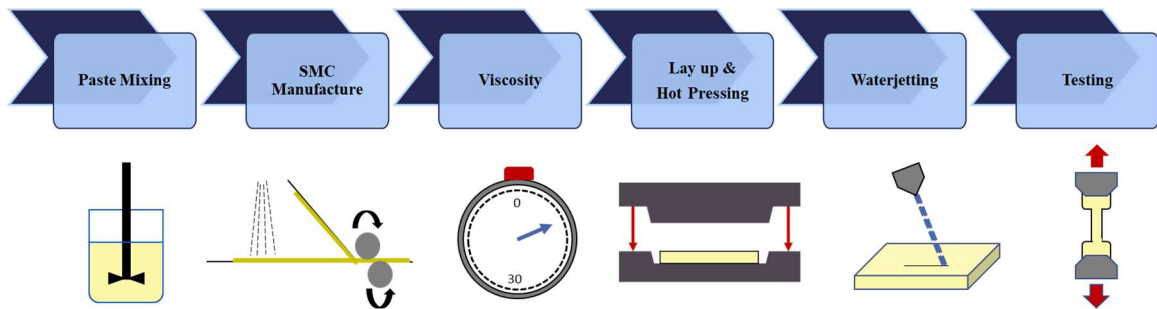 Paste Mixing
SMC
Manufacture
Viscosity
Lay up &
Hot Pressing
Waterjetting
Testing
0
30